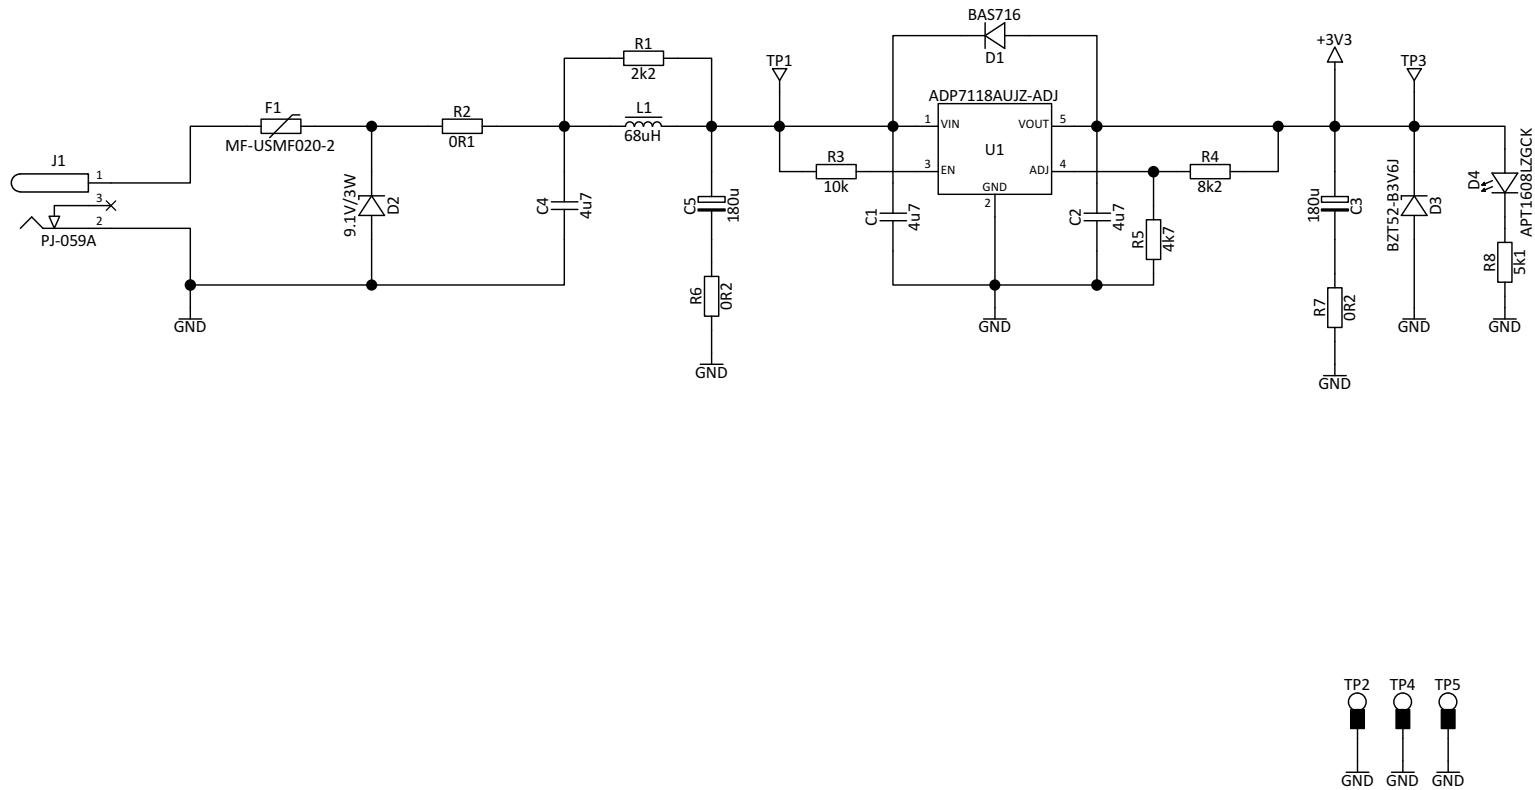 BAS716
D1
+3V3
TP3
R1
2k2
TP1
ADP7118AUJZ-ADJ
F1
MF-USMF020-2
R2
0R1
L1
68uH
1
VIN
VOUT
5
U1
3
EN
ADJ
4
GND
2
R3
10k
R4
8k2
J1
1
3
2
PJ-059A
9.1V/3W
D2
C4
4u7
C5
180u
C1
4u7
C2
4u7
R5
4k7
180u
C3
BZT52-B3V6J
D3
D4
APT1608LZGCK
R8
5k1
R6
0R2
R7
0R2
GND
GND
GND
GND
GND
GND
TP2
TP4
TP5
GND
GND
GND